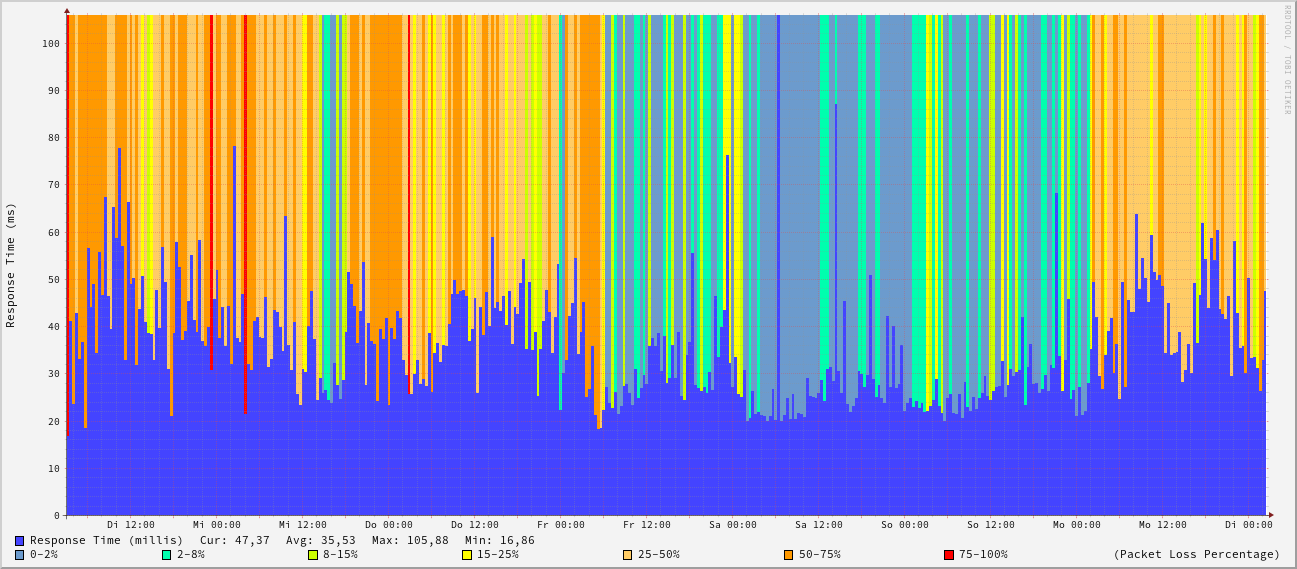 RRDTOOL / TOBI OETIKER
Response Time (ms)
100
90
80
70
60
50
40
30
20
10
0
Di 12:00 Mi 00:00 Mi 12:00 Do 00:00 Do 12:00 Fr 00:00 Fr 12:00 Sa 00:00 Sa 12:00 So 00:00 So 12:00 Mo 00:00 Mo 12:00 Di 00:00
Response Time (millis) Cur: 47,37 Avg: 35,53 Max: 105,88 Min: 16,86
0-2% 2-8% 8-15% 15-25% 25-50% 50-75% 75-100% (Packet Loss Percentage)